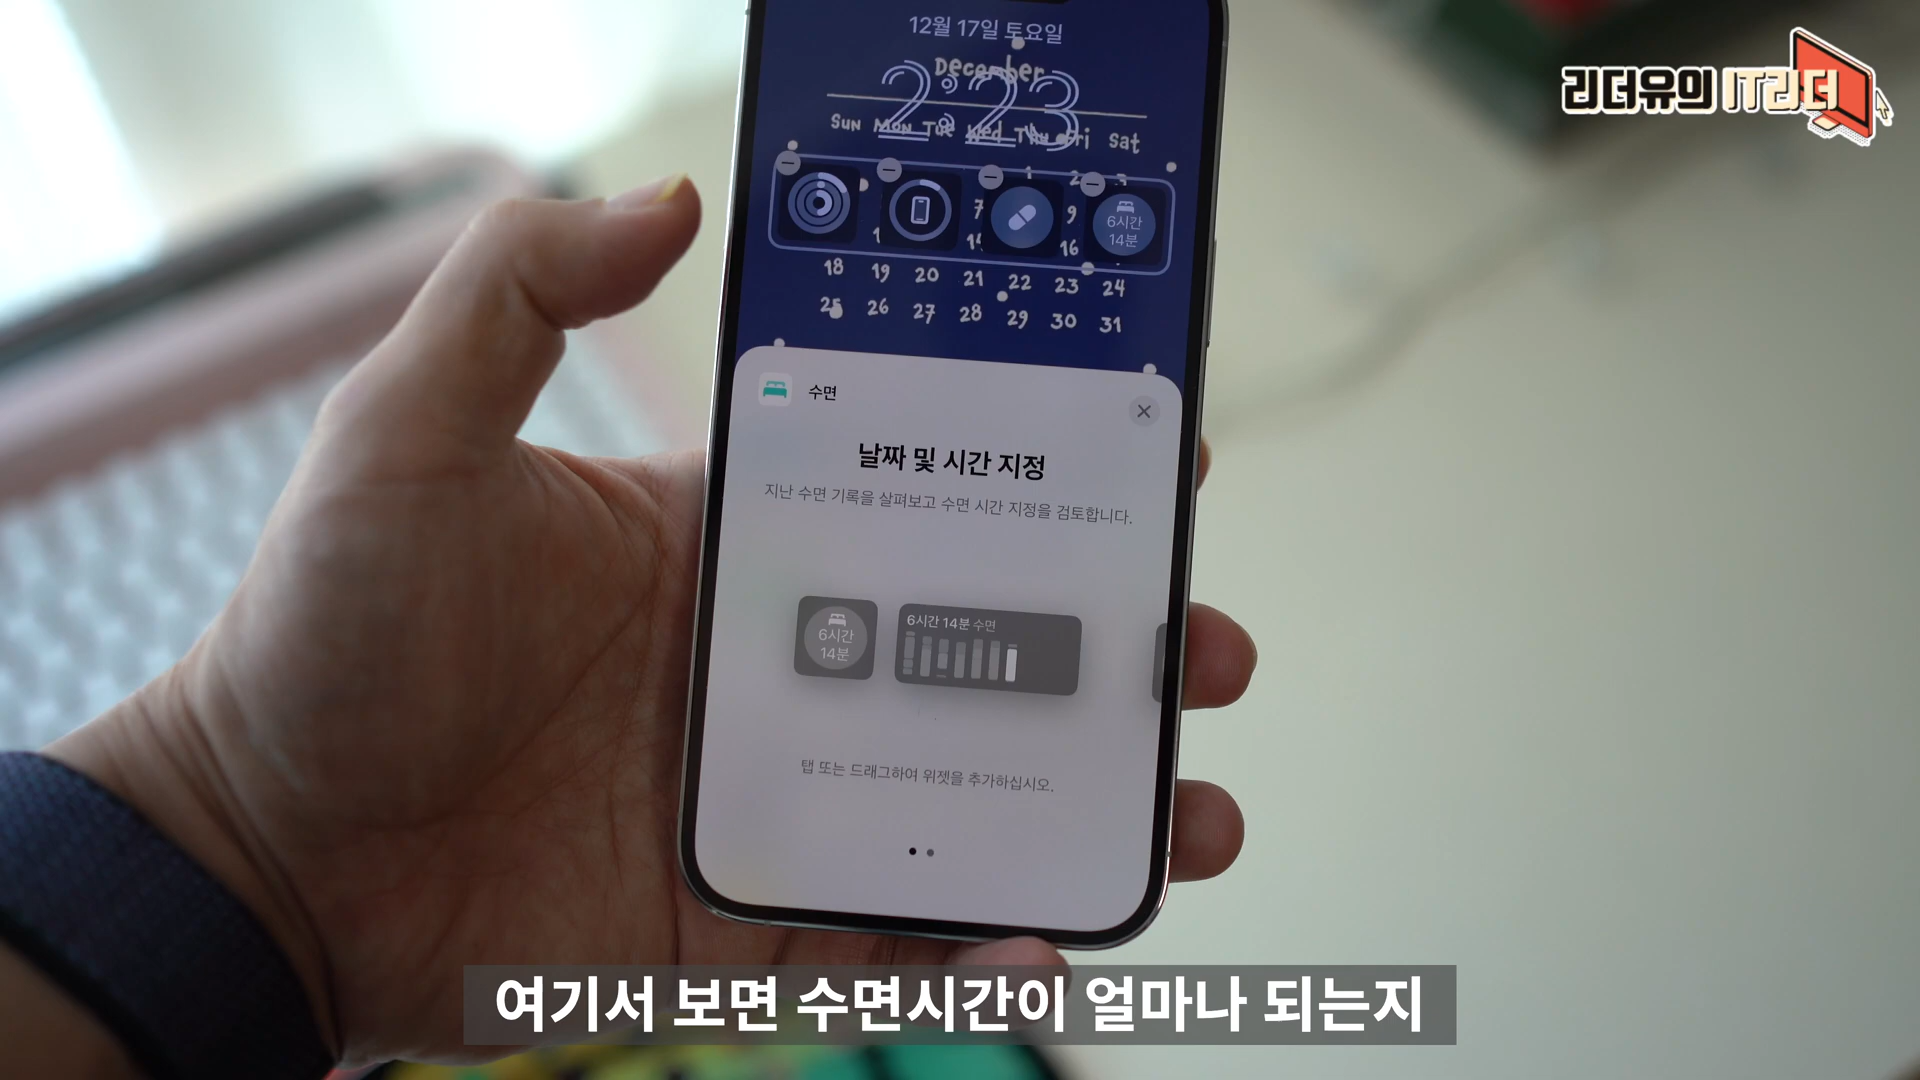 리더유의 IT리더
12월 17일 토요일
December
2:23
Sun Mon Tue Wed Thu Fri Sat
1 2 3
7 9
14 16
6시간
14분
18 19 20 21 22 23 24
25 26 27 28 29 30 31
수면
날짜 및 시간 지정
지난 수면 기록을 살펴보고 수면 시간 지정을 검토합니다.
6시간
14분
6시간 14분 수면
탭 또는 드래그하여 위젯을 추가하십시오.
여기서 보면 수면시간이 얼마나 되는지